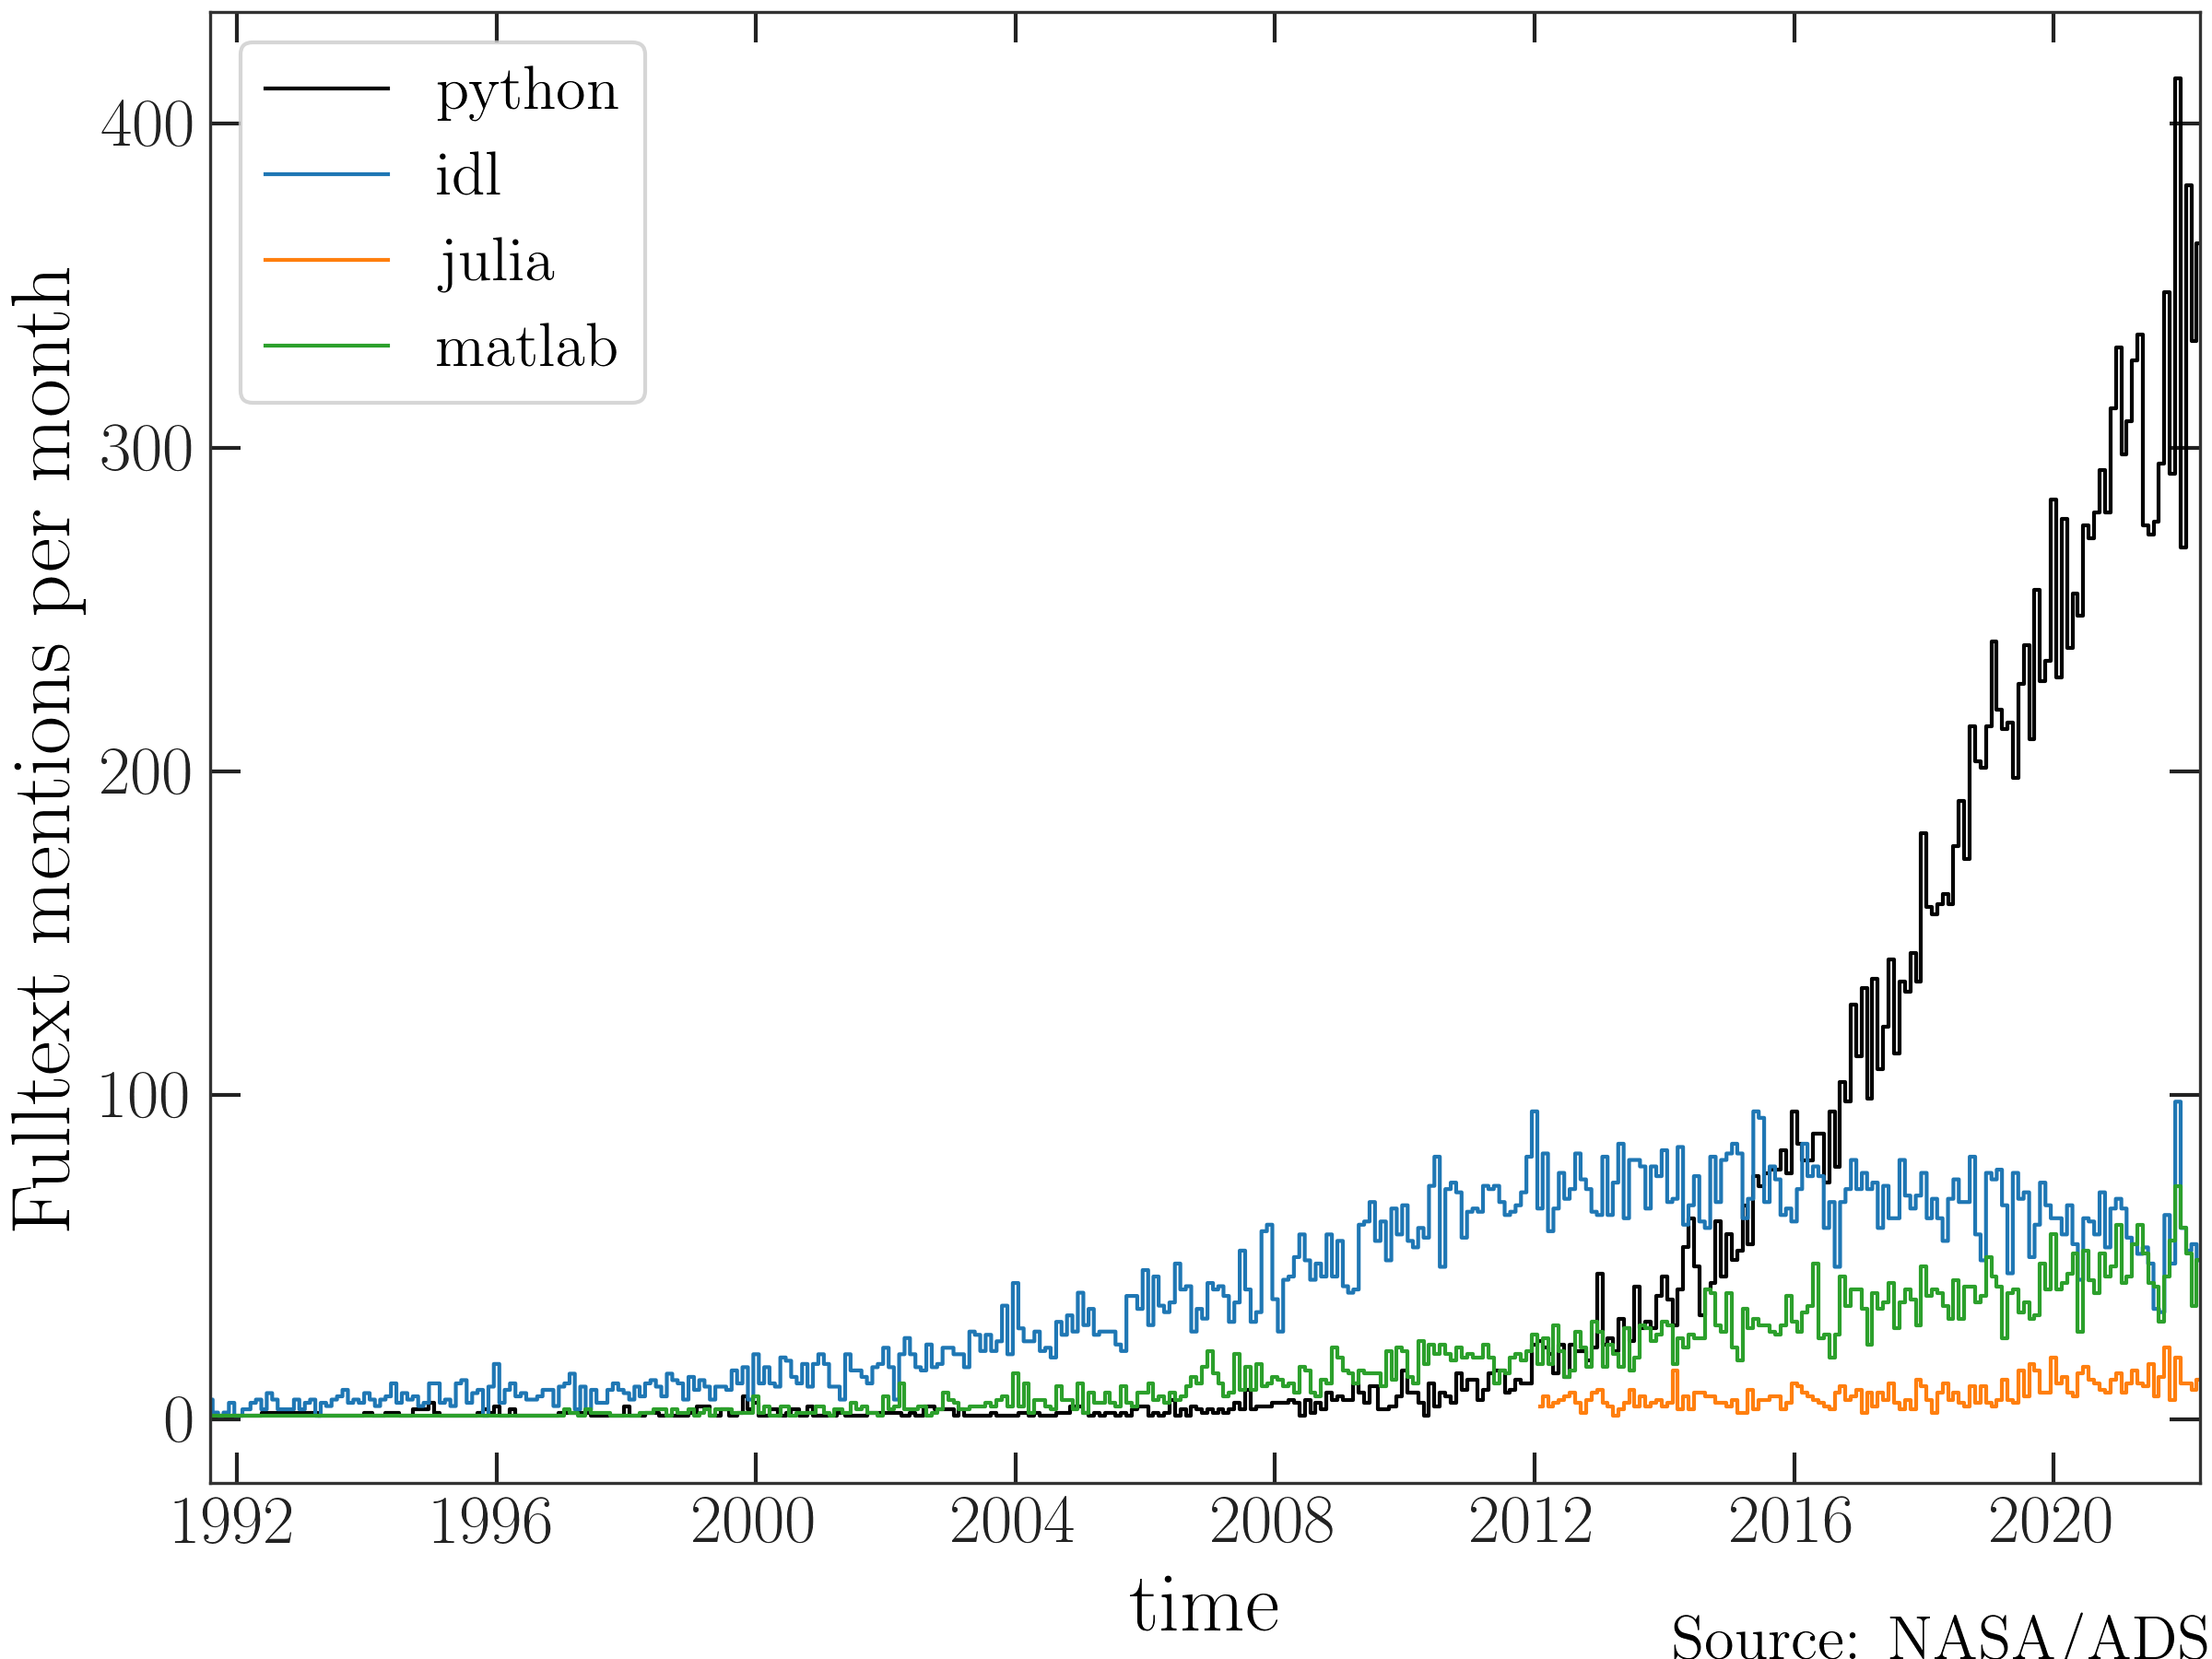 python
idl
julia
matlab
Fulltext mentions per month
400
300
200
100
0
1992 1996 2000 2004 2008 2012 2016 2020
time
Source: NASA/ADS